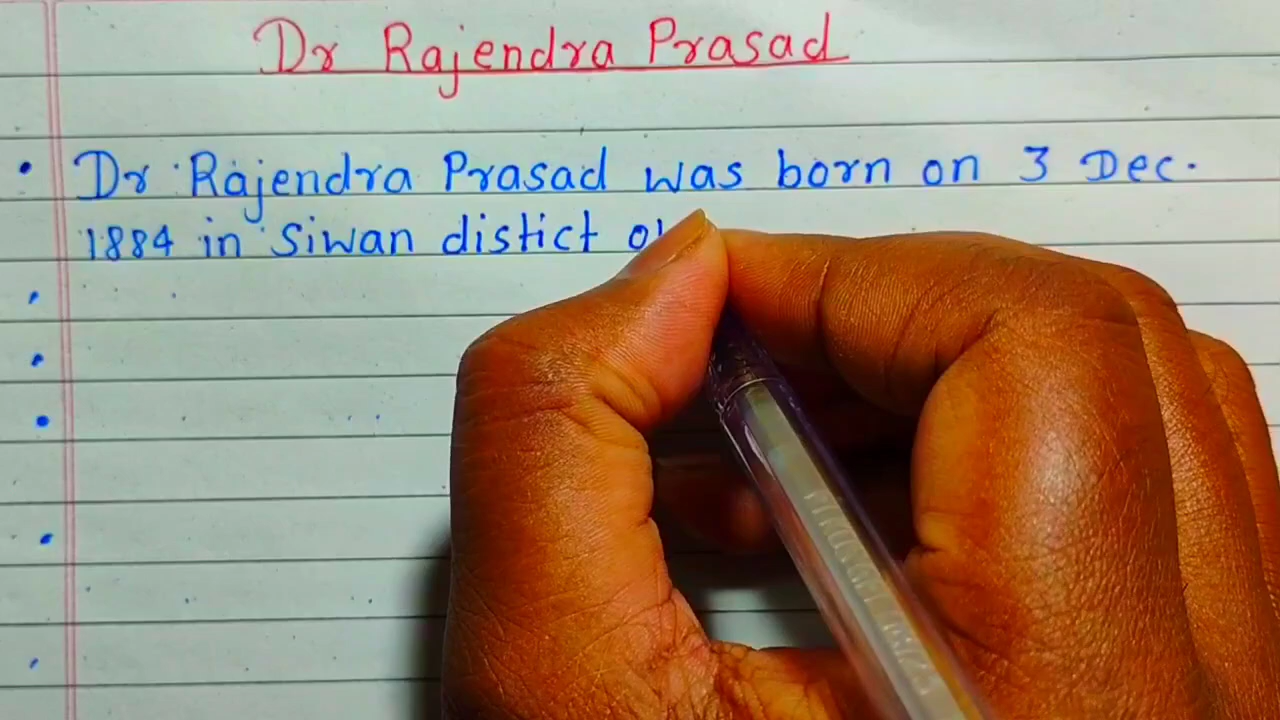 Dr Rajendra Prasad
• Dr Rajendra Prasad was born on 3 Dec.
1884 in Siwan distict